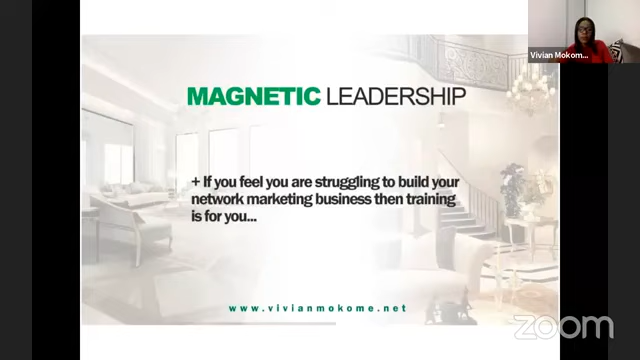 Vivian Mokom...
MAGNETIC LEADERSHIP
+ If you feel you are struggling to build your
network marketing business then training
is for you...
www.vivianmokome.net
zoom